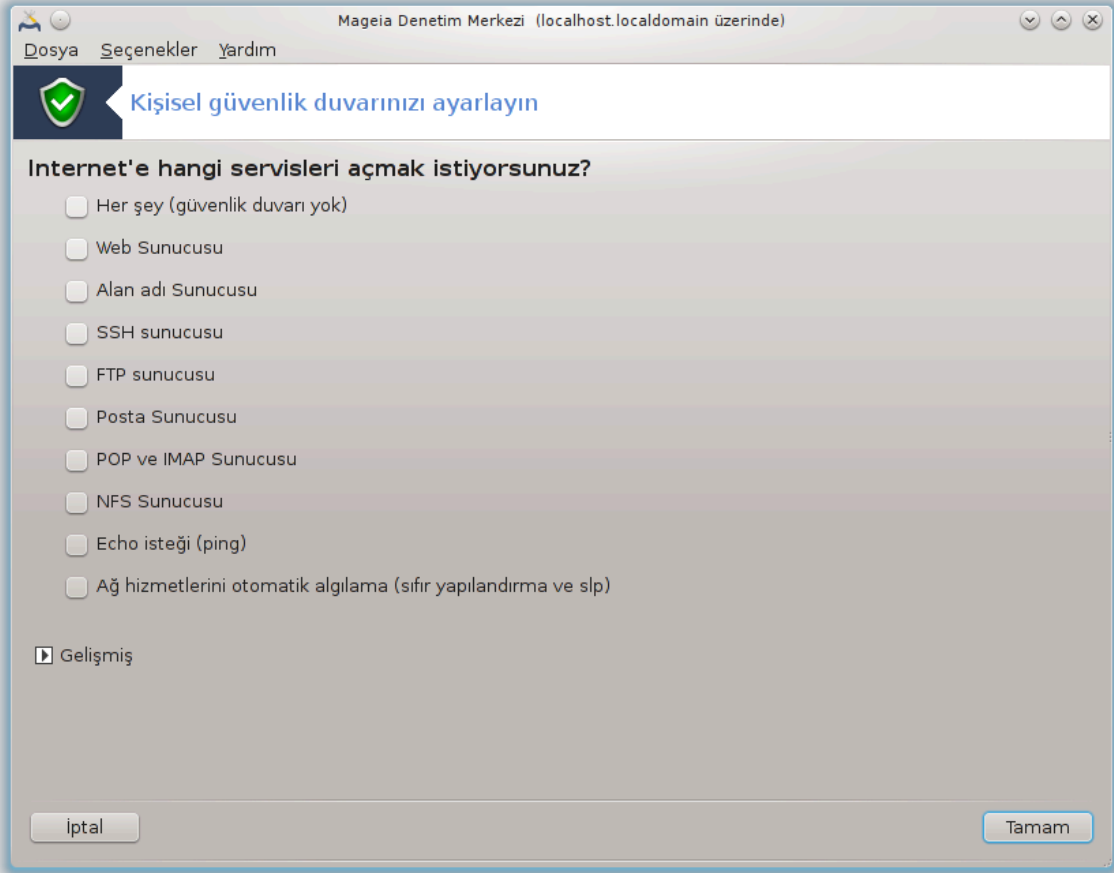 Mageia Denetim Merkezi (localhost.localdomain üzerinde)
Dosya Seçenekler Yardım
Kişisel güvenlik duvarınızı ayarlayın
Internet'e hangi servisleri açmak istiyorsunuz?
Her şey (güvenlik duvarı yok)
Web Sunucusu
Alan adı Sunucusu
SSH sunucusu
FTP sunucusu
Posta Sunucusu
POP ve IMAP Sunucusu
NFS Sunucusu
Echo isteği (ping)
Ağ hizmetlerini otomatik algılama (sıfır yapılandırma ve slp)
Gelişmiş
İptal Tamam